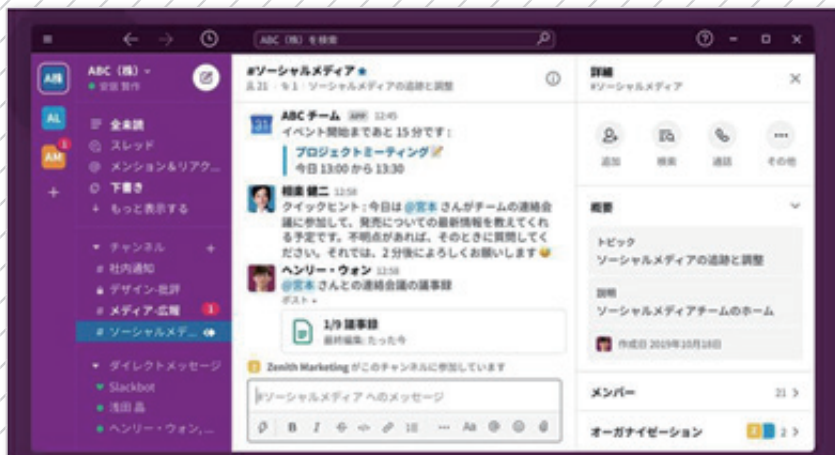 ABC (株) を検索
A株
AL
AM
1
ABC (株)
全未読
スレッド
メンション&リアク...
下書き
もっと表示する
チャンネル
# 社内通知
デザイン-批評
# メディア-広報 1
# ソーシャルメデ...
ダイレクトメッセージ
Slackbot
浅田 晶
ヘンリー・ウォン,...
#ソーシャルメディア
21 1 ソーシャルメディアの追跡と調整
31
ABC チーム APP 12:45
イベント開始まであと 15 分です:
プロジェクトミーティング
今日 13:00 から 13:30
相楽 健二 12:58
クイックヒント:今日は @宮本 さんがチームの連絡会
議に参加して、発売についての最新情報を教えてくれ
る予定です。不明点があれば、そのときに質問してく
ださい。それでは、2 分後によろしくお願いします
ヘンリー・ウォン 12:58
@宮本 さんとの連絡会議の議事録
ポスト
1/9 議事録
最終編集: たった今
Zenith Marketing がこのチャンネルに参加しています
#ソーシャルメディア へのメッセージ
B I Aa @
詳細
#ソーシャルメディア
追加 検索 通話 その他
概要
トピック
ソーシャルメディアの追跡と調整
説明
ソーシャルメディアチームのホーム
作成日 2019年10月18日
メンバー 21
オーガナイゼーション 2